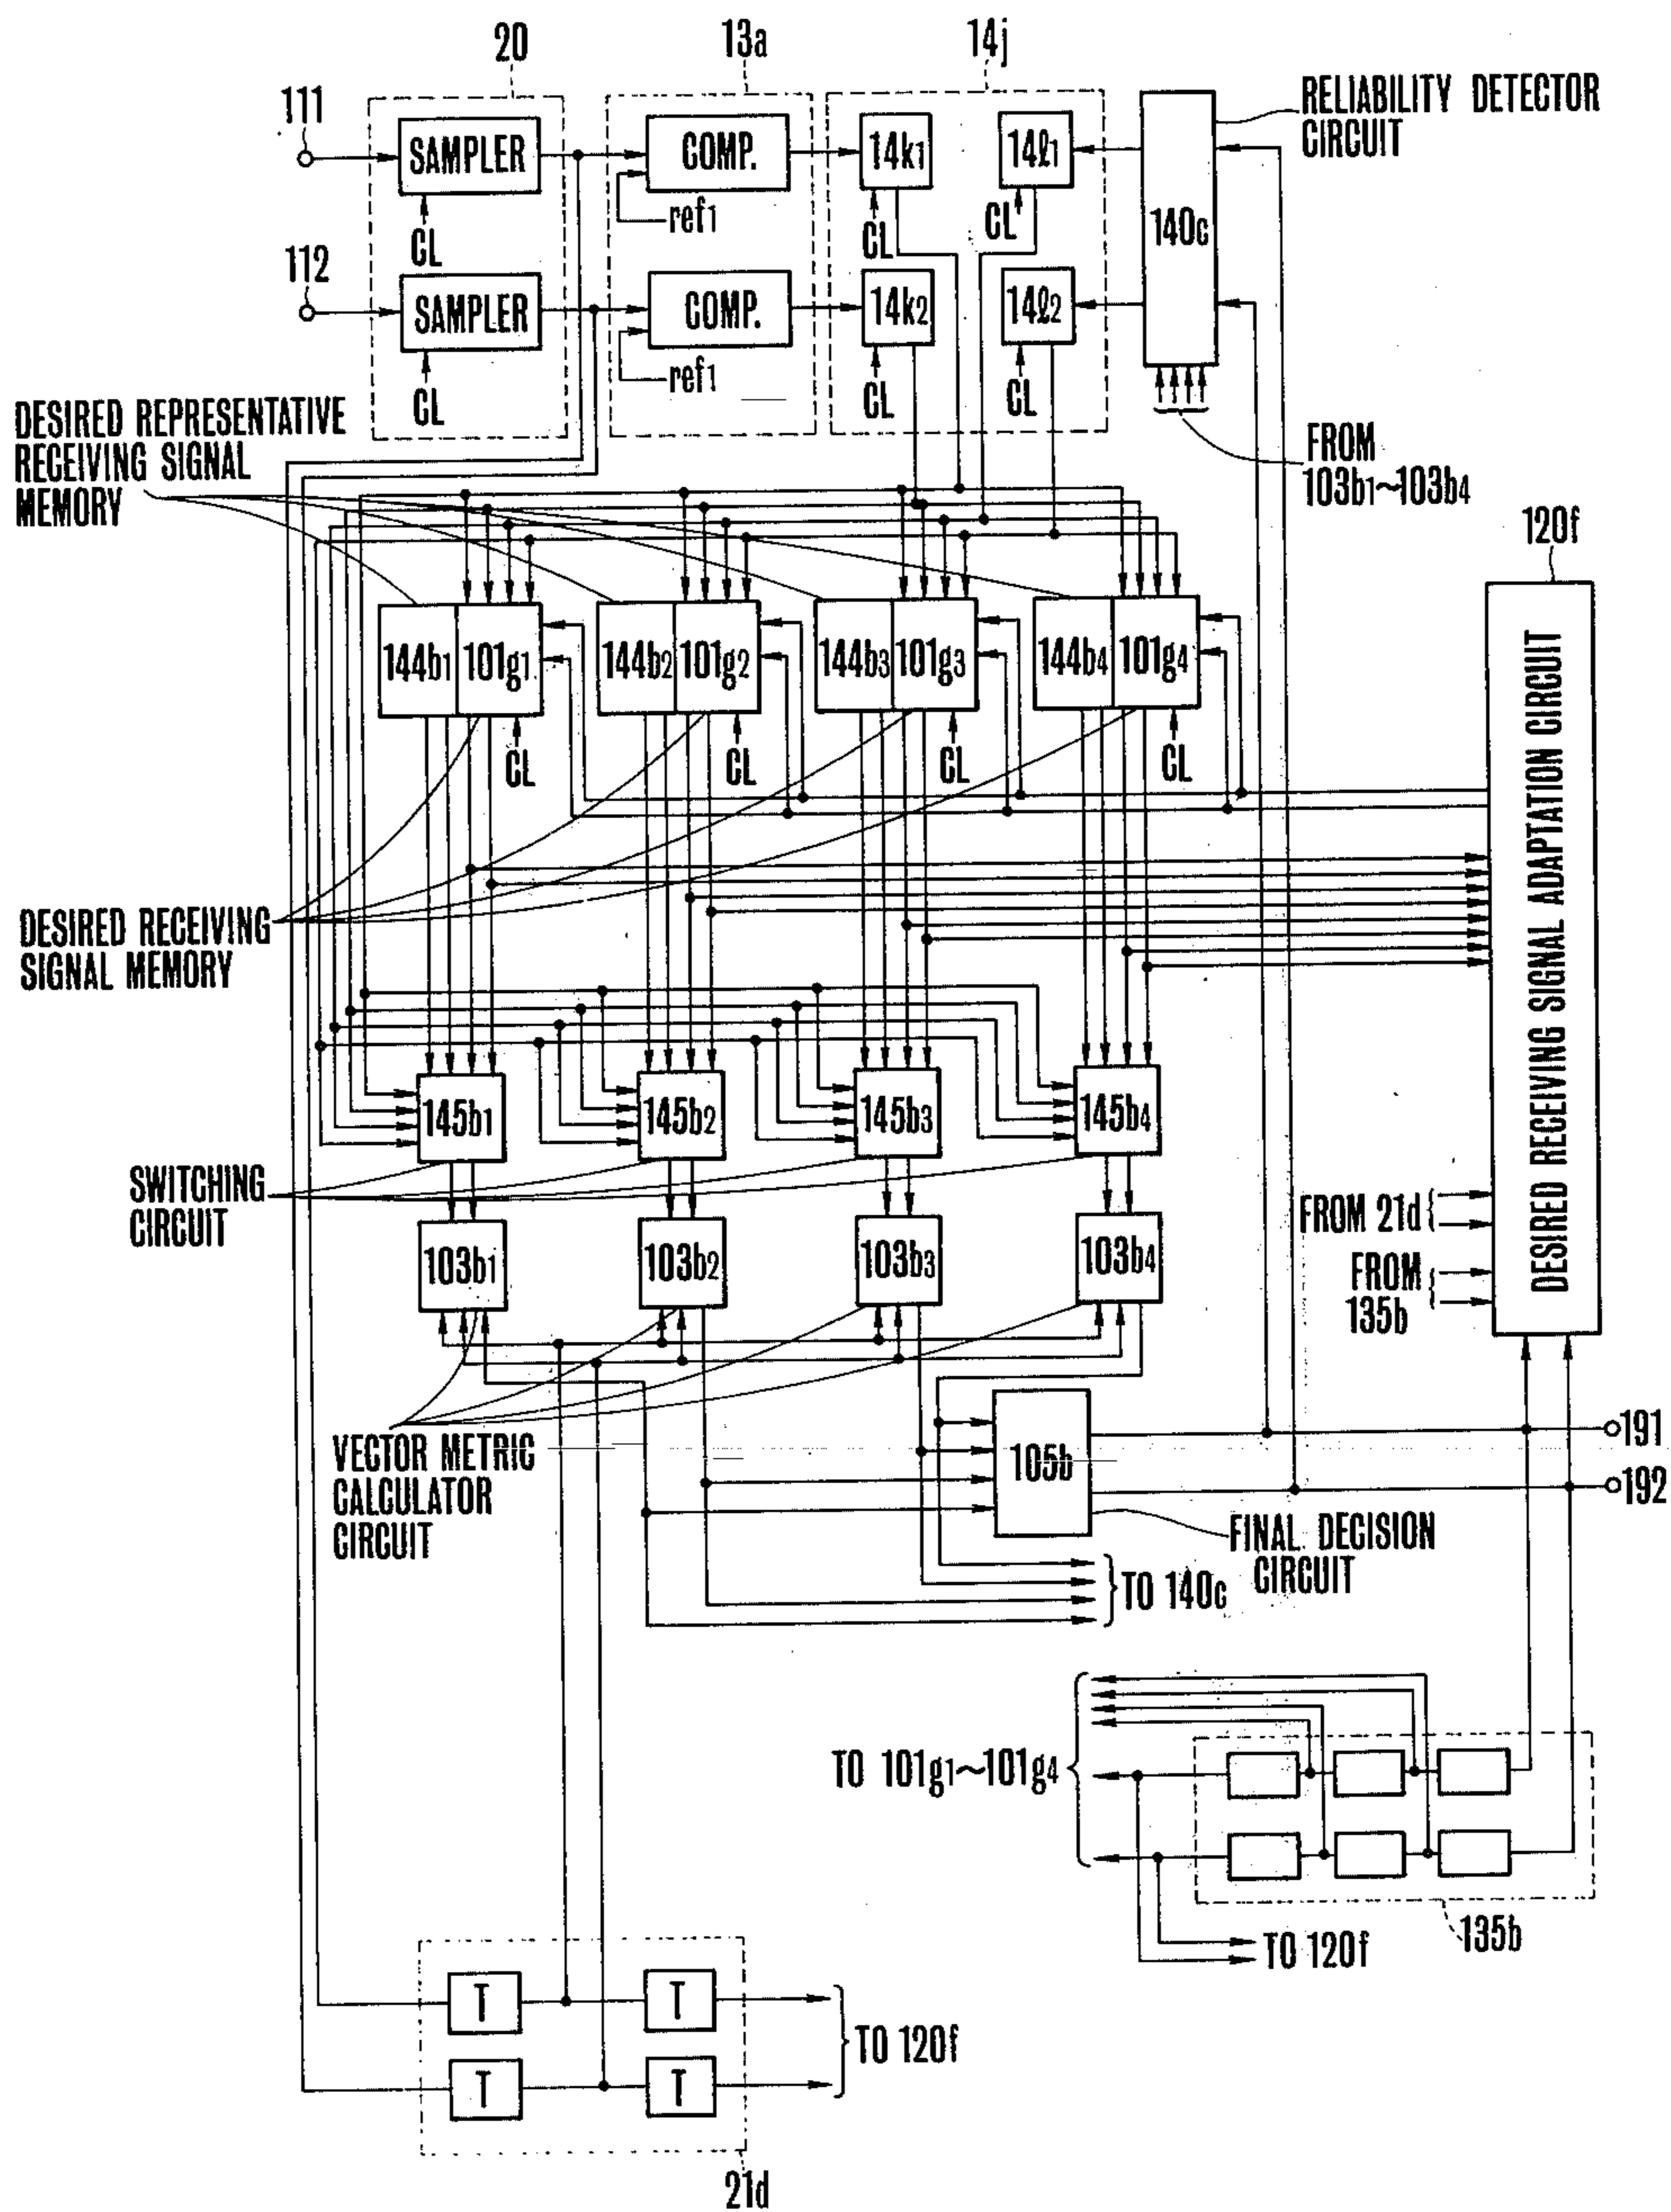 20
13a
14j
111
SAMPLER
COMP.
14k1
14ℓ1
RELIABILITY DETECTOR
CIRCUIT
CL
ref1
CL
CL
140c
112
SAMPLER
COMP.
14k2
14ℓ2
CL
ref1
CL
CL
FROM
103b1~103b4
DESIRED REPRESENTATIVE
RECEIVING SIGNAL
MEMORY
120f
144b1
101g1
144b2
101g2
144b3
101g3
144b4
101g4
CL
CL
CL
CL
DESIRED RECEIVING SIGNAL ADAPTATION CIRCUIT
DESIRED RECEIVING
SIGNAL MEMORY
145b1
145b2
145b3
145b4
SWITCHING
CIRCUIT
FROM 21d
103b1
103b2
103b3
103b4
FROM
135b
VECTOR METRIC
CALCULATOR
CIRCUIT
105b
191
192
FINAL DECISION
CIRCUIT
TO 140c
TO 101g1~101g4
135b
TO 120f
T
T
TO 120f
T
T
21d